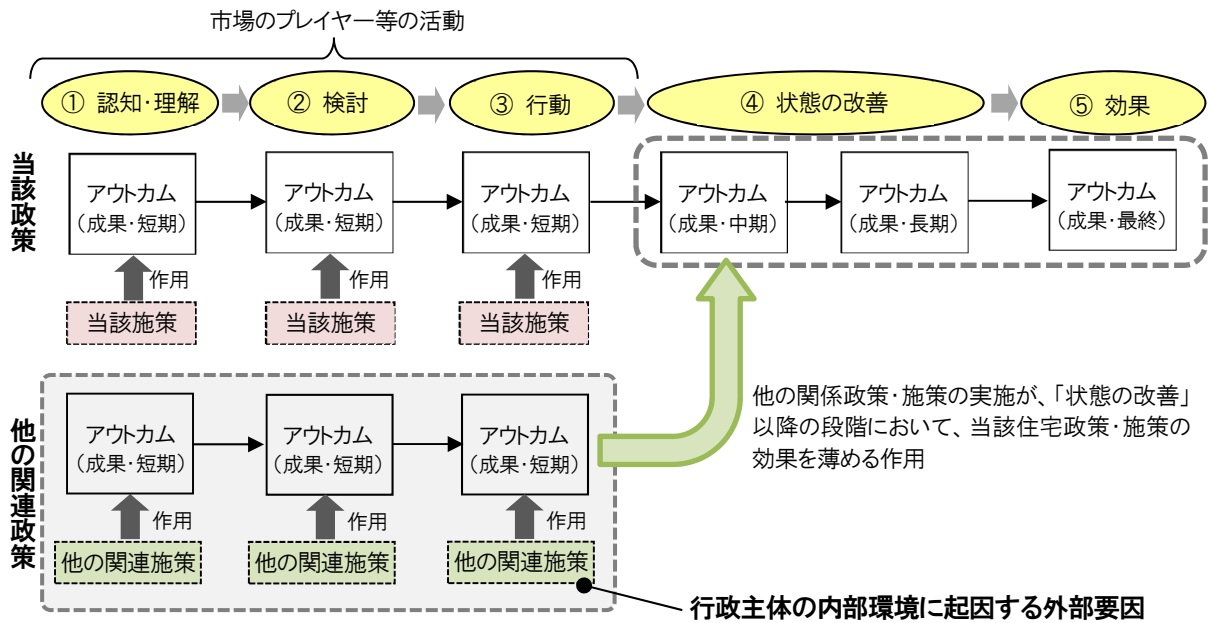 市場のプレイヤー等の活動
① 認知・理解
② 検討
③ 行動
④ 状態の改善
⑤ 効果
当該政策
アウトカム
(成果・短期)
アウトカム
(成果・短期)
アウトカム
(成果・短期)
アウトカム
(成果・中期)
アウトカム
(成果・長期)
アウトカム
(成果・最終)
作用
作用
作用
当該施策
当該施策
当該施策
他の関連政策
アウトカム
(成果・短期)
アウトカム
(成果・短期)
アウトカム
(成果・短期)
他の関係政策・施策の実施が、「状態の改善」
以降の段階において、当該住宅政策・施策の
効果を薄める作用
作用
作用
作用
他の関連施策
他の関連施策
他の関連施策
行政主体の内部環境に起因する外部要因